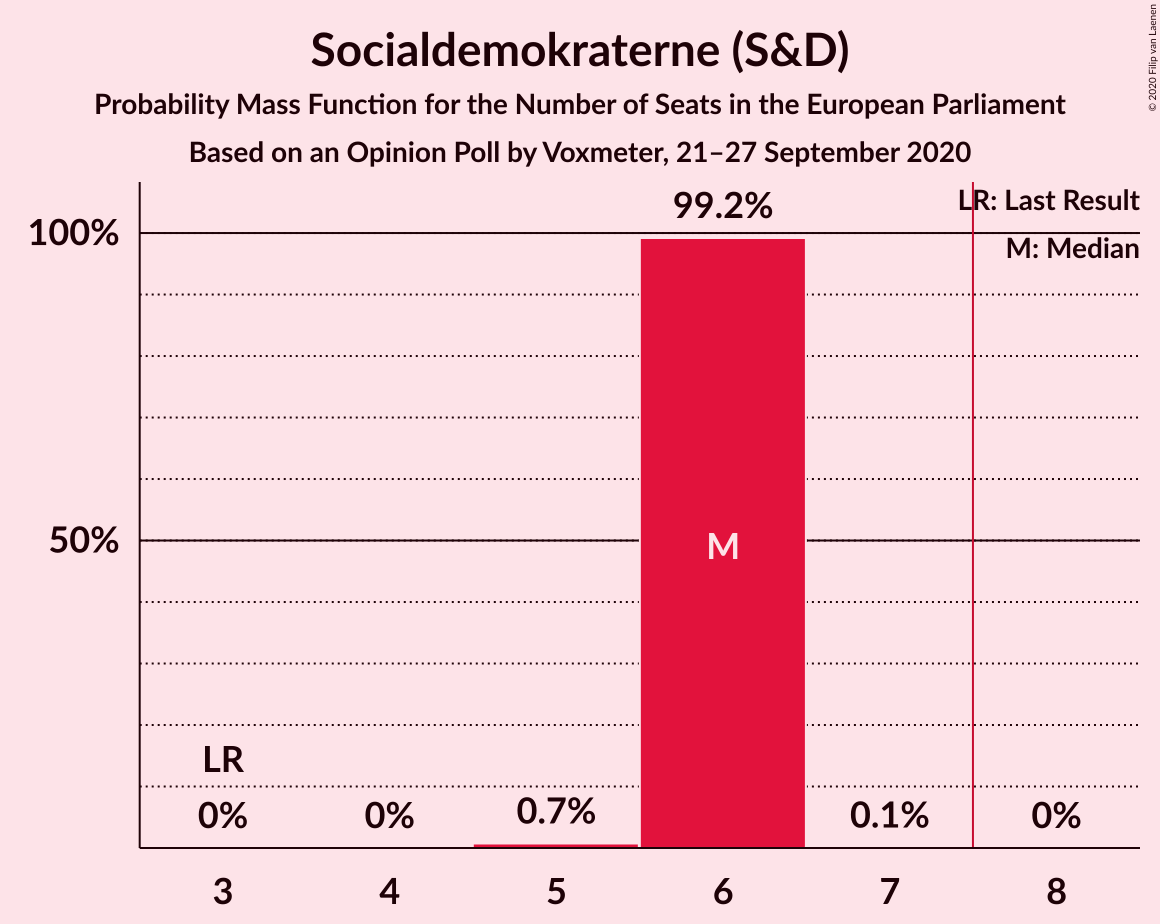 Socialdemokraterne (S&D)
Probability Mass Function for the Number of Seats in the European Parliament
Based on an Opinion Poll by Voxmeter, 21–27 September 2020
© 2020 Filip van Laenen
LR: Last Result
M: Median
99.2%
100%
50%
M
LR
0%
0%
0.7%
0.1%
0%
3
4
5
6
7
8